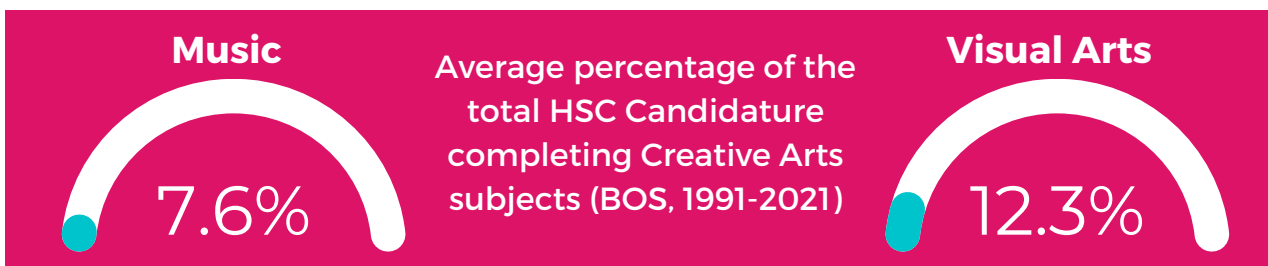 Music
7.6%
Average percentage of the
total HSC Candidature
completing Creative Arts
subjects (BOS, 1991-2021)
Visual Arts
12.3%